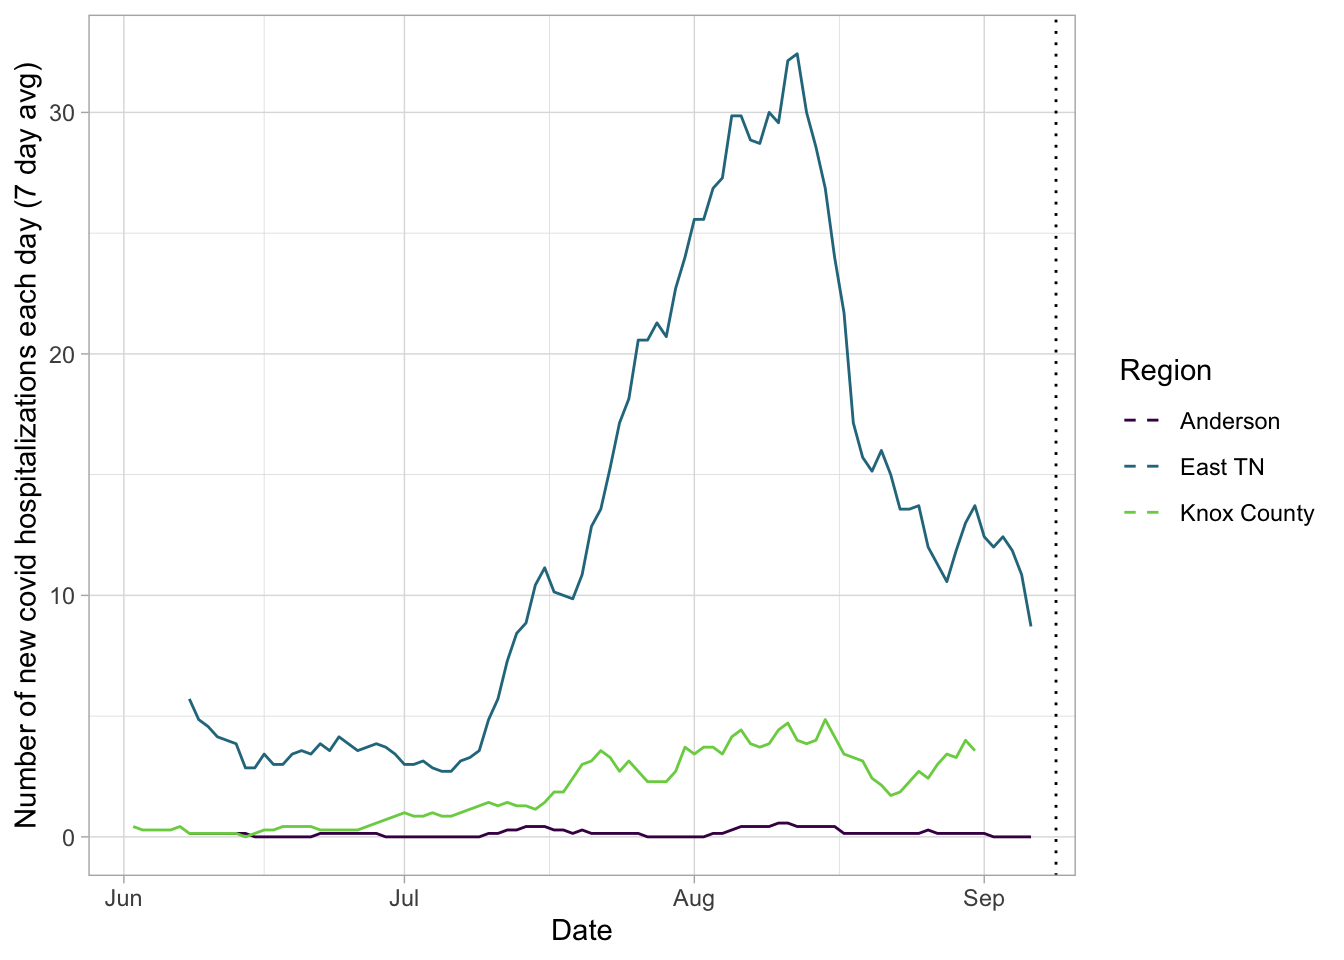 Number of new covid hospitalizations each day (7 day avg)
30
20
10
0
Jun
Jul
Aug
Sep
Date
Region
Anderson
East TN
Knox County